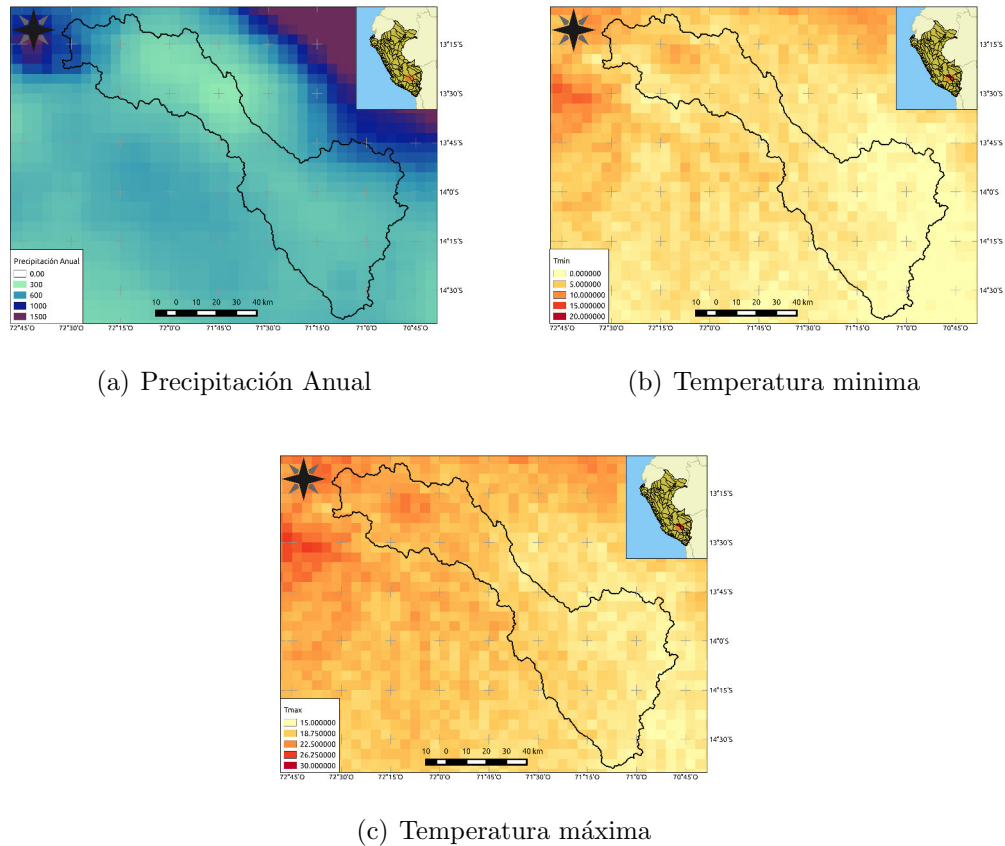 13°15'S
13°30'S
13°45'S
14°0'S
14°15'S
14°30'S
Precipitación Anual
0.00
300
600
1000
1500
10 0 10 20 30 40 km
72°45'O 72°30'O 72°15'O 72°0'O 71°45'O 71°30'O 71°15'O 71°0'O 70°45'O
(a) Precipitación Anual
13°15'S
13°30'S
13°45'S
14°0'S
14°15'S
14°30'S
Tmin
0.000000
5.000000
10.000000
15.000000
20.000000
10 0 10 20 30 40 km
72°45'O 72°30'O 72°15'O 72°0'O 71°45'O 71°30'O 71°15'O 71°0'O 70°45'O
(b) Temperatura minima
13°15'S
13°30'S
13°45'S
14°0'S
14°15'S
14°30'S
Tmax
15.000000
18.750000
22.500000
26.250000
30.000000
10 0 10 20 30 40 km
72°45'O 72°30'O 72°15'O 72°0'O 71°45'O 71°30'O 71°15'O 71°0'O 70°45'O
(c) Temperatura máxima